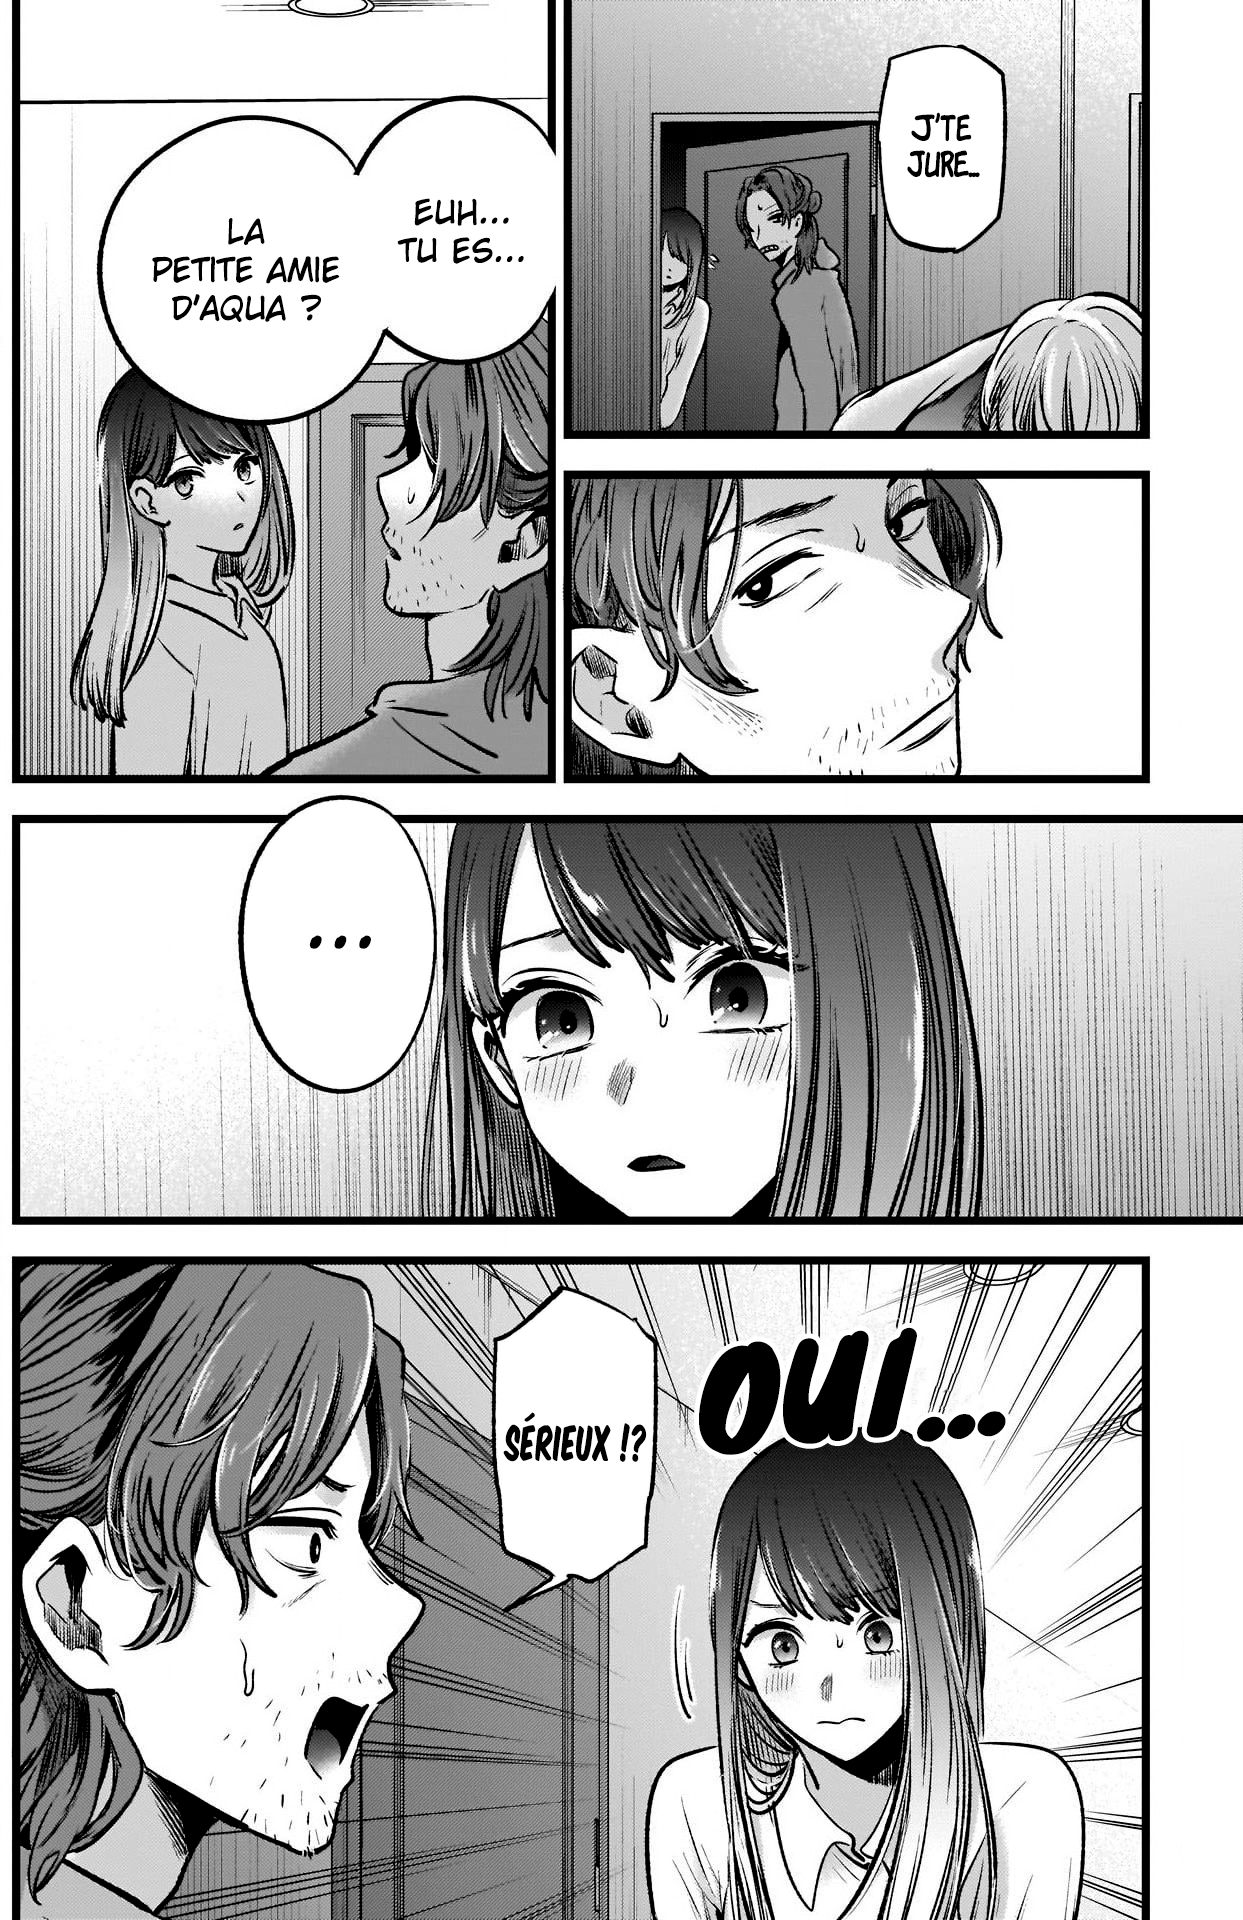 J'TE
JURE...
EUH...
TU ES...
LA
PETITE AMIE
D'AQUA ?
...
OUI...
SÉRIEUX !?